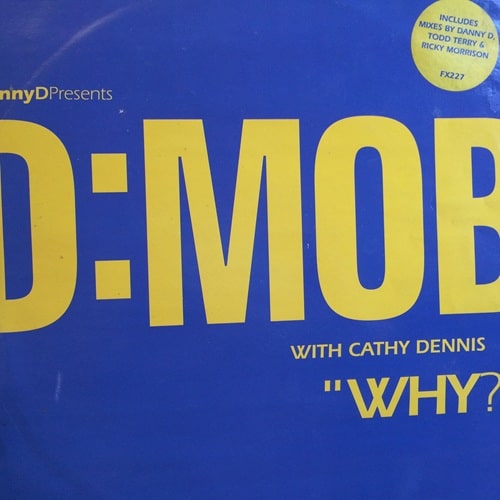 INCLUDES
MIXES BY DANNY D,
TODD TERRY &
RICKY MORRISON
FX227
nnyDPresents
D:MOB
WITH CATHY DENNIS
"WHY?